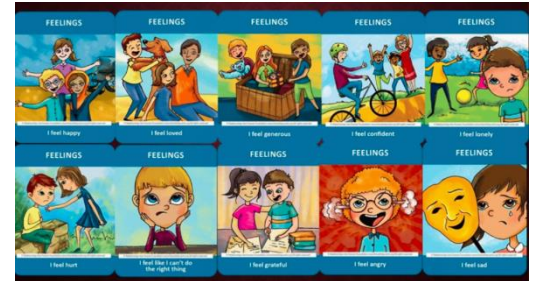 FEELINGS
I feel happy
FEELINGS
I feel loved
FEELINGS
I feel generous
FEELINGS
I feel confident
FEELINGS
I feel lonely
FEELINGS
I feel hurt
FEELINGS
I feel like I can't do
the right thing
FEELINGS
I feel grateful
FEELINGS
I feel angry
FEELINGS
I feel sad